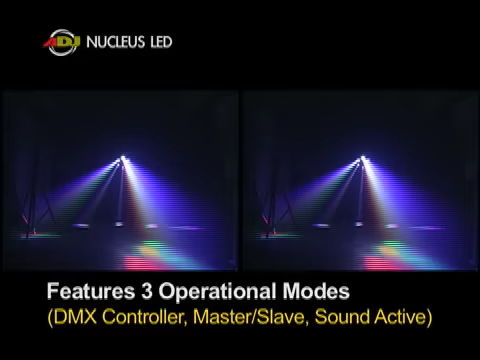 ADJ NUCLEUS LED
Features 3 Operational Modes
(DMX Controller, Master/Slave, Sound Active)